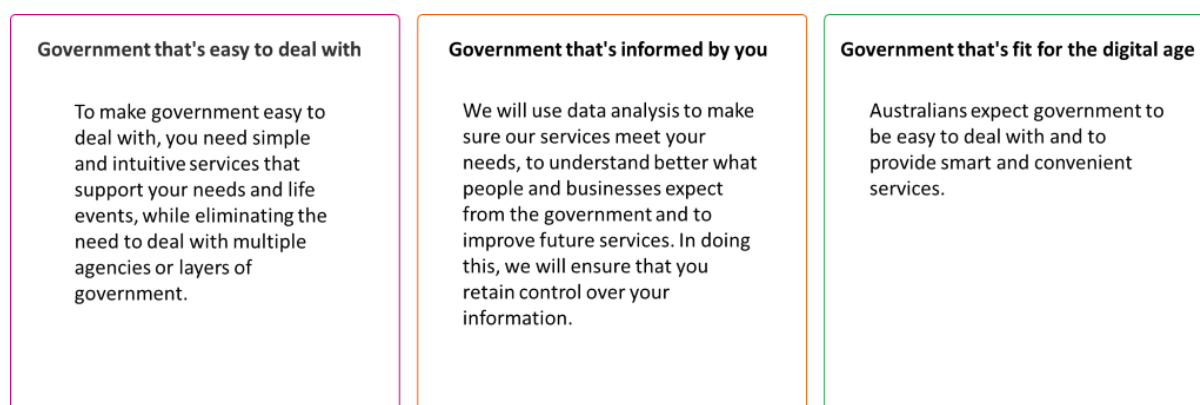 Government that's easy to deal with
To make government easy to
deal with, you need simple
and intuitive services that
support your needs and life
events, while eliminating the
need to deal with multiple
agencies or layers of
government.
Government that's informed by you
We will use data analysis to make
sure our services meet your
needs, to understand better what
people and businesses expect
from the government and to
improve future services. In doing
this, we will ensure that you
retain control over your
information.
Government that's fit for the digital age
Australians expect government to
be easy to deal with and to
provide smart and convenient
services.